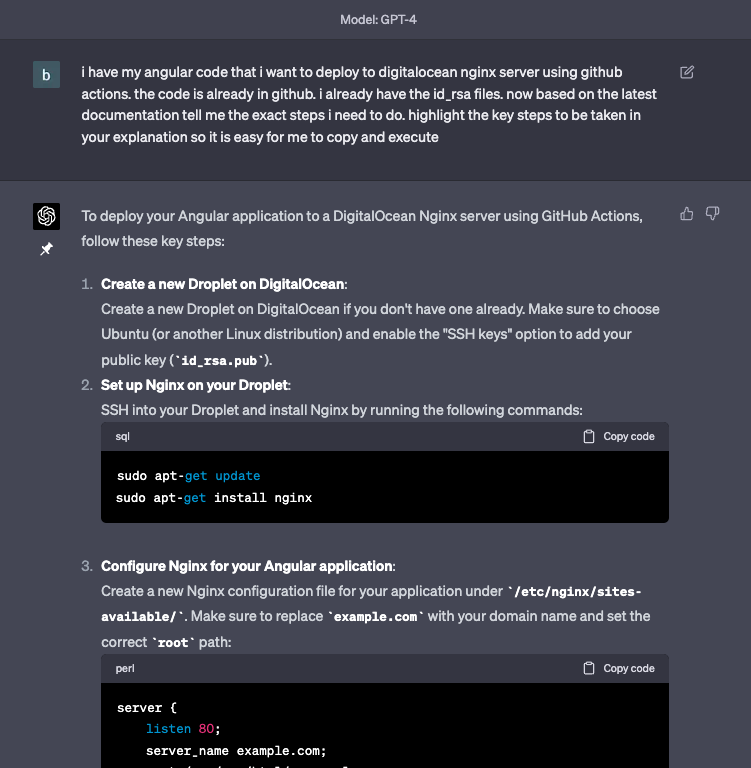 Model: GPT-4
b
i have my angular code that i want to deploy to digitalocean nginx server using github
actions. the code is already in github. i already have the id_rsa files. now based on the latest
documentation tell me the exact steps i need to do. highlight the key steps to be taken in
your explanation so it is easy for me to copy and execute
To deploy your Angular application to a DigitalOcean Nginx server using GitHub Actions,
follow these key steps:
1. Create a new Droplet on DigitalOcean:
Create a new Droplet on DigitalOcean if you don't have one already. Make sure to choose
Ubuntu (or another Linux distribution) and enable the "SSH keys" option to add your
public key (`id_rsa.pub`).
2. Set up Nginx on your Droplet:
SSH into your Droplet and install Nginx by running the following commands:
sql Copy code
sudo apt-get update
sudo apt-get install nginx
3. Configure Nginx for your Angular application:
Create a new Nginx configuration file for your application under `/etc/nginx/sites-
available/`. Make sure to replace `example.com` with your domain name and set the
correct `root` path:
perl Copy code
server {
listen 80;
server_name example.com;